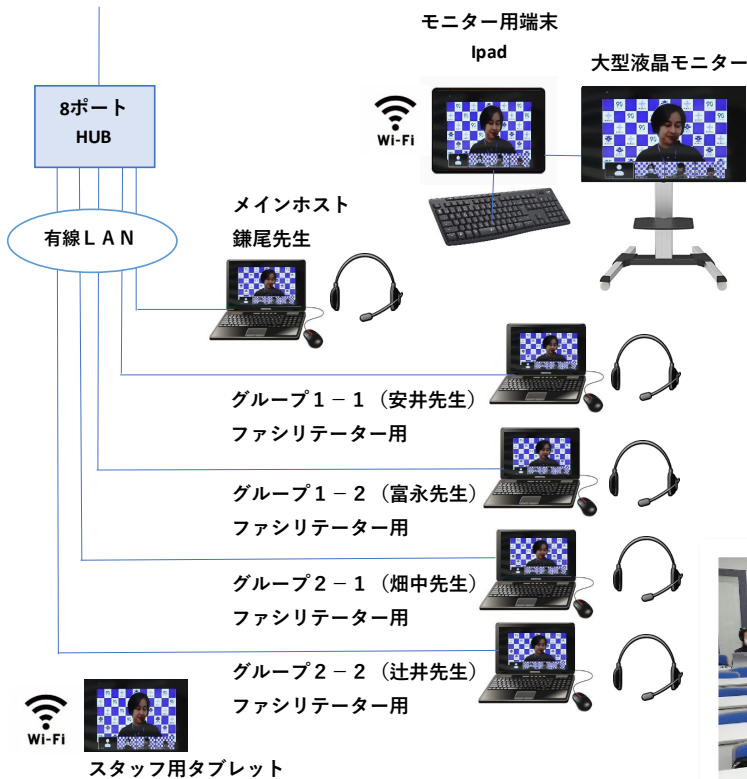 モニター用端末
Ipad
大型液晶モニター
8ポート
HUB
Wi-Fi
有線ＬＡＮ
メインホスト
鎌尾先生
グループ１－１（安井先生）
ファシリテーター用
グループ１－２（富永先生）
ファシリテーター用
グループ２－１（畑中先生）
ファシリテーター用
グループ２－２（辻井先生）
ファシリテーター用
Wi-Fi
スタッフ用タブレット